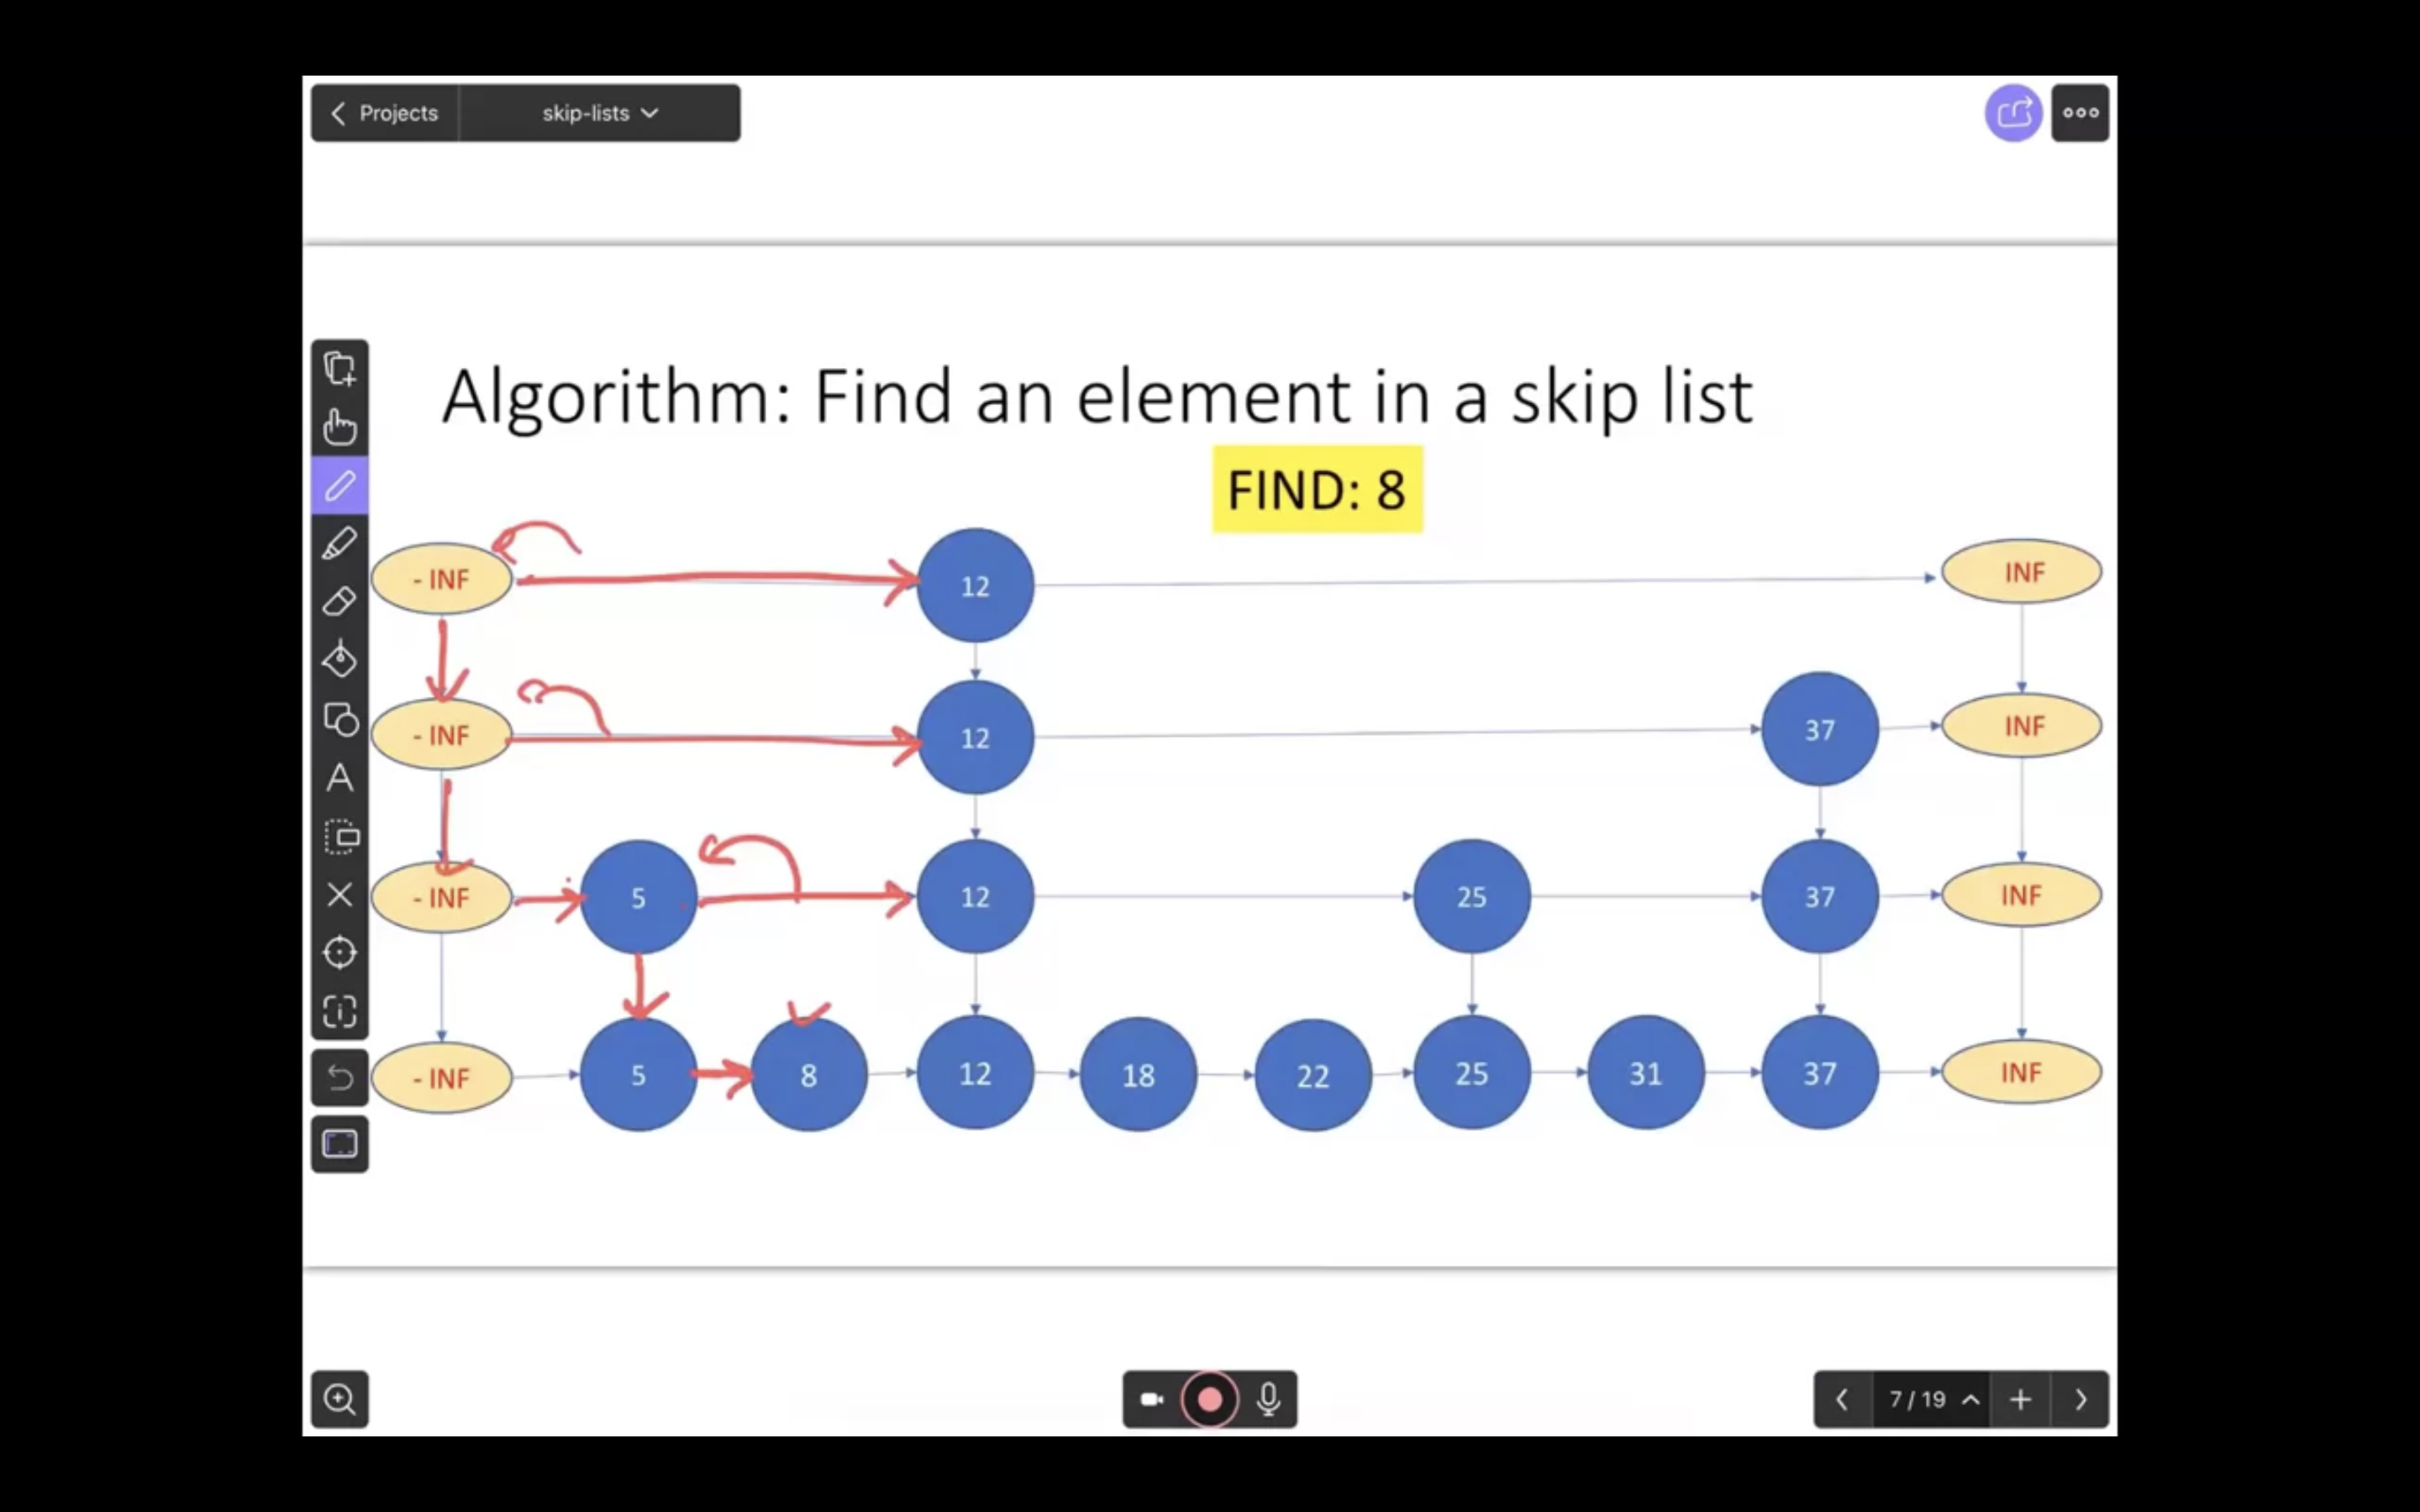 Projects
skip-lists
Algorithm: Find an element in a skip list
FIND: 8
- INF 12 INF
- INF 12 37 INF
- INF 5 12 25 37 INF
- INF 5 8 12 18 22 25 31 37 INF
7 / 19